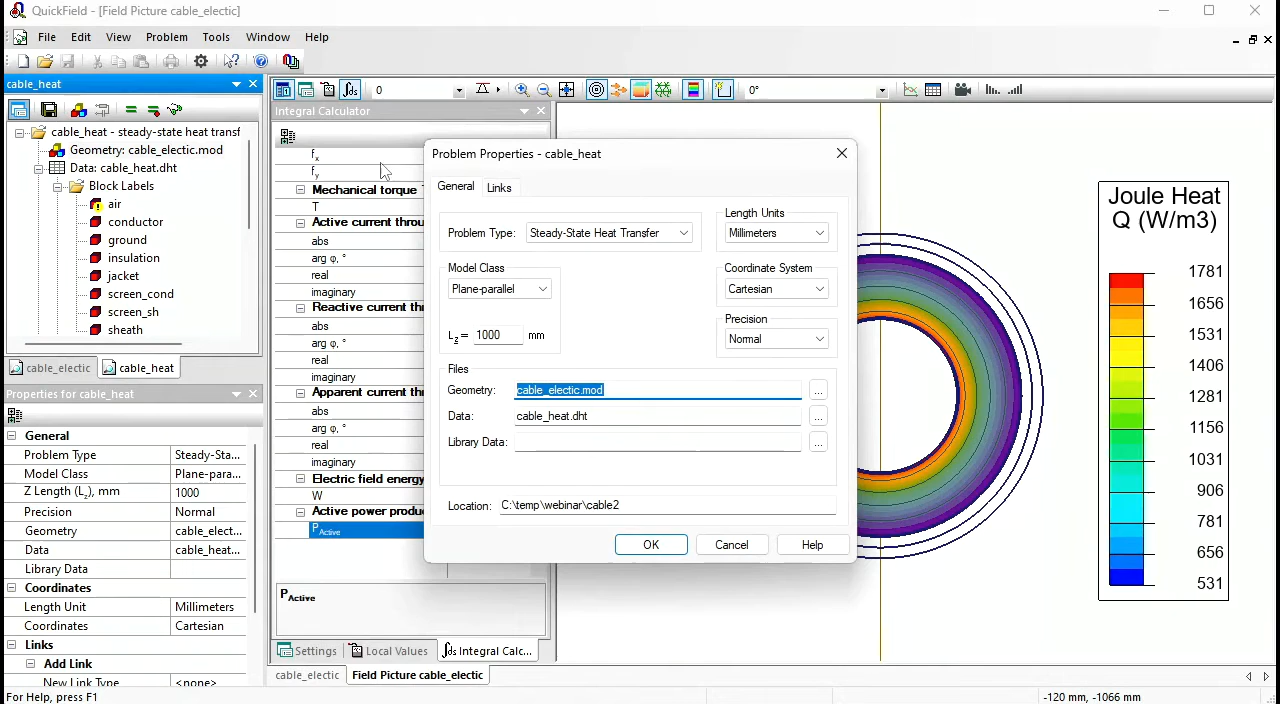 QuickField - [Field Picture cable_electic]
File Edit View Problem Tools Window Help
cable_heat
cable_heat - steady-state heat transf
Geometry: cable_electic.mod
Data: cable_heat.dht
Block Labels
air
conductor
ground
insulation
jacket
screen_cond
screen_sh
sheath
cable_electic cable_heat
Properties for cable_heat
General
Problem Type Steady-Sta...
Model Class Plane-para...
Z Length (Lz), mm 1000
Precision Normal
Geometry cable_elect...
Data cable_heat...
Library Data
Coordinates
Length Unit Millimeters
Coordinates Cartesian
Links
Add Link
New Link Type <none>
For Help, press F1
0
0°
Integral Calculator
fx
fy
Mechanical torque
T
Active current throu
abs
arg φ, °
real
imaginary
Reactive current th
abs
arg φ, °
real
imaginary
Apparent current th
abs
arg φ, °
real
imaginary
Electric field energy
W
Active power produ
PActive
PActive
Settings Local Values Integral Calc...
cable_electic Field Picture cable_electic
Problem Properties - cable_heat
General Links
Problem Type: Steady-State Heat Transfer
Length Units
Millimeters
Model Class
Plane-parallel
Coordinate System
Cartesian
Lz= 1000 mm
Precision
Normal
Files
Geometry: cable_electic.mod ...
Data: cable_heat.dht ...
Library Data: ...
Location: C:\temp\webinar\cable2
OK Cancel Help
Joule Heat
Q (W/m3)
1781
1656
1531
1406
1281
1156
1031
906
781
656
531
-120 mm, -1066 mm